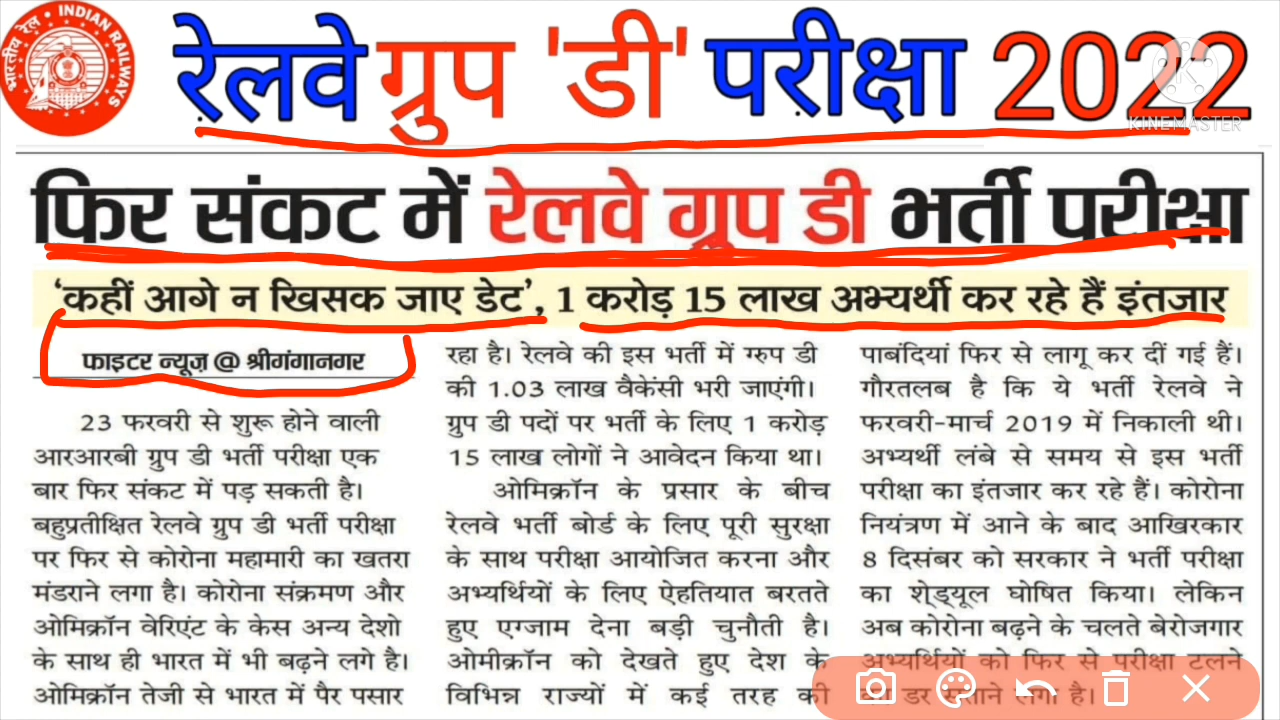 भारतीय रेल • INDIAN RAILWAYS
रेलवे ग्रुप 'डी' परीक्षा 2022
KINEMASTER
फिर संकट में रेलवे ग्रुप डी भर्ती परीक्षा
‘कहीं आगे न खिसक जाए डेट’, 1 करोड़ 15 लाख अभ्यर्थी कर रहे हैं इंतजार
फाइटर न्यूज़ @ श्रीगंगानगर
23 फरवरी से शुरू होने वाली
आरआरबी ग्रुप डी भर्ती परीक्षा एक
बार फिर संकट में पड़ सकती है।
बहुप्रतीक्षित रेलवे ग्रुप डी भर्ती परीक्षा
पर फिर से कोरोना महामारी का खतरा
मंडराने लगा है। कोरोना संक्रमण और
ओमिक्रॉन वेरिएंट के केस अन्य देशो
के साथ ही भारत में भी बढ़ने लगे है।
ओमिक्रॉन तेजी से भारत में पैर पसार
रहा है। रेलवे की इस भर्ती में ग्रुप डी
की 1.03 लाख वैकेंसी भरी जाएंगी।
ग्रुप डी पदों पर भर्ती के लिए 1 करोड़
15 लाख लोगों ने आवेदन किया था।
ओमिक्रॉन के प्रसार के बीच
रेलवे भर्ती बोर्ड के लिए पूरी सुरक्षा
के साथ परीक्षा आयोजित करना और
अभ्यर्थियों के लिए ऐहतियात बरतते
हुए एग्जाम देना बड़ी चुनौती है।
ओमीक्रॉन को देखते हुए देश के
विभिन्न राज्यों में कई तरह की
पाबंदियां फिर से लागू कर दीं गई हैं।
गौरतलब है कि ये भर्ती रेलवे ने
फरवरी-मार्च 2019 में निकाली थी।
अभ्यर्थी लंबे से समय से इस भर्ती
परीक्षा का इंतजार कर रहे हैं। कोरोना
नियंत्रण में आने के बाद आखिरकार
8 दिसंबर को सरकार ने भर्ती परीक्षा
का शे्ड्यूल घोषित किया। लेकिन
अब कोरोना बढ़ने के चलते बेरोजगार
अभ्यर्थियों को फिर से परीक्षा टलने
का डर सताने लगा है।